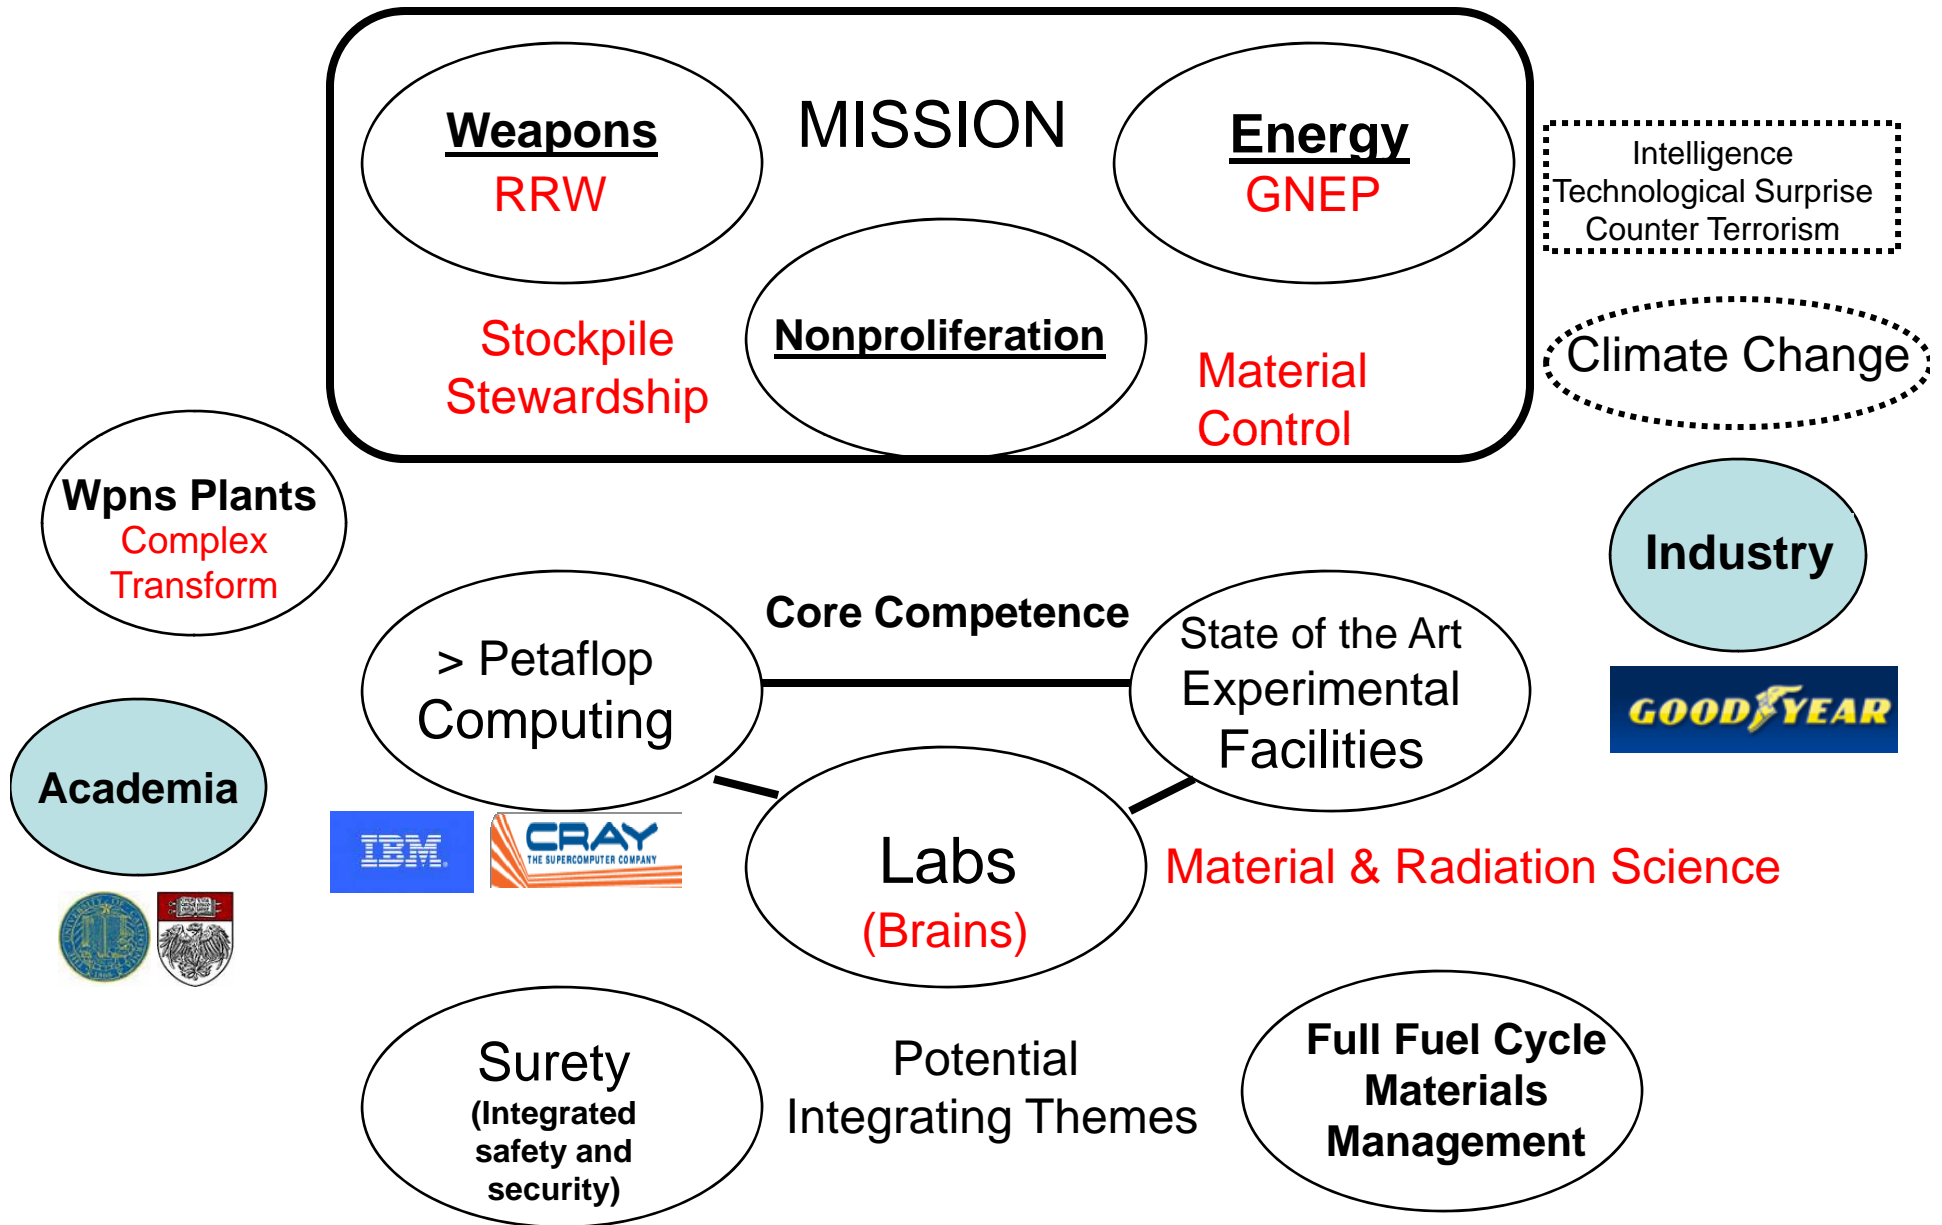 MISSION
Weapons
RRW
Energy
GNEP
Nonproliferation
Stockpile
Stewardship
Material
Control
Intelligence
Technological Surprise
Counter Terrorism
Climate Change
Wpns Plants
Complex
Transform
Industry
GOODYEAR
Core Competence
> Petaflop
Computing
State of the Art
Experimental
Facilities
Academia
IBM
CRAY
THE SUPERCOMPUTER COMPANY
Labs
(Brains)
Material & Radiation Science
Surety
(Integrated
safety and
security)
Potential
Integrating Themes
Full Fuel Cycle
Materials
Management